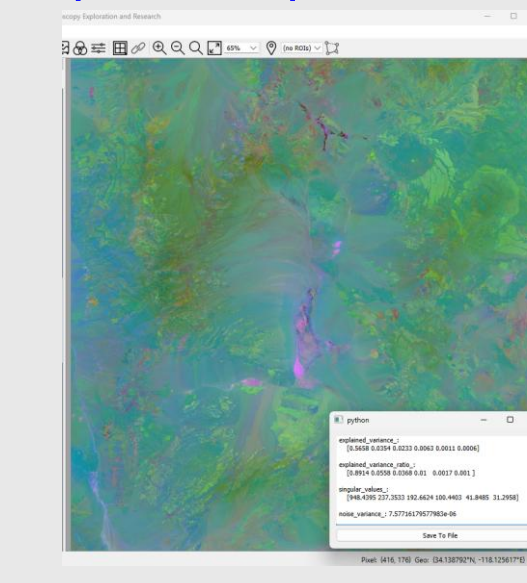 scopy Exploration and Research
65%
(no ROIs)
python
explained_variance_:
[0.5658 0.0354 0.0233 0.0063 0.0011 0.0006]
explained_variance_ratio_:
[0.8914 0.0558 0.0368 0.01 0.0017 0.001 ]
singular_values_:
[948.4395 237.3533 192.6624 100.4403 41.8485 31.2958]
noise_variance_: 7.57716179577983e-06
Save To File
Pixel: (416, 176) Geo: (34.138792°N, -118.125617°E)